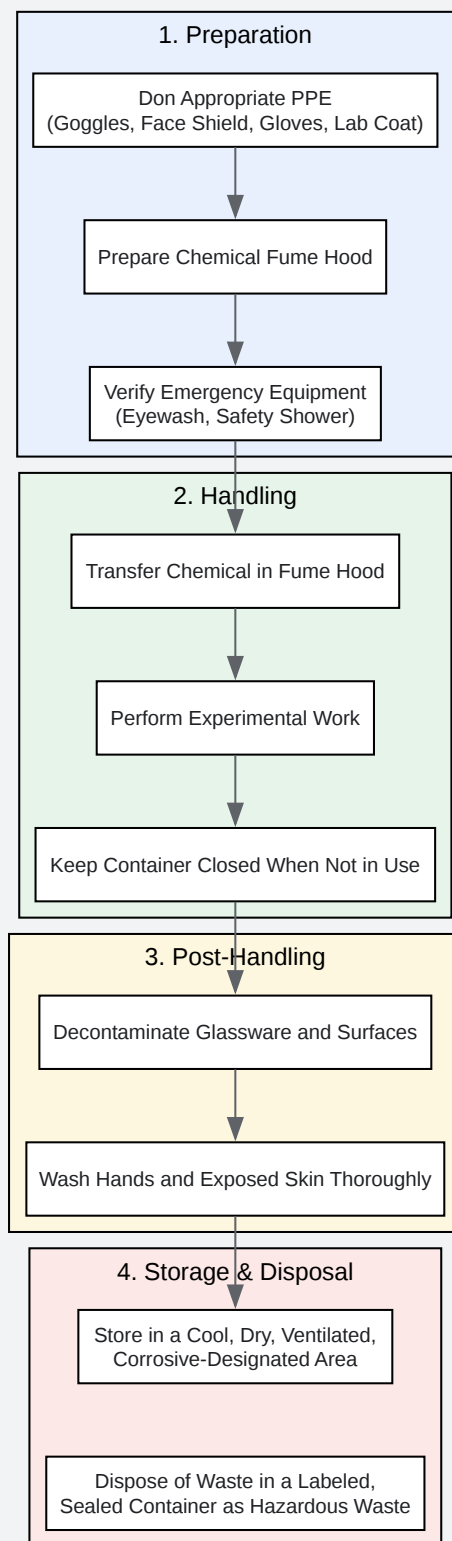 1. Preparation
Don Appropriate PPE
(Goggles, Face Shield, Gloves, Lab Coat)
Prepare Chemical Fume Hood
Verify Emergency Equipment
(Eyewash, Safety Shower)
2. Handling
Transfer Chemical in Fume Hood
Perform Experimental Work
Keep Container Closed When Not in Use
3. Post-Handling
Decontaminate Glassware and Surfaces
Wash Hands and Exposed Skin Thoroughly
4. Storage & Disposal
Store in a Cool, Dry, Ventilated,
Corrosive-Designated Area
Dispose of Waste in a Labeled,
Sealed Container as Hazardous Waste